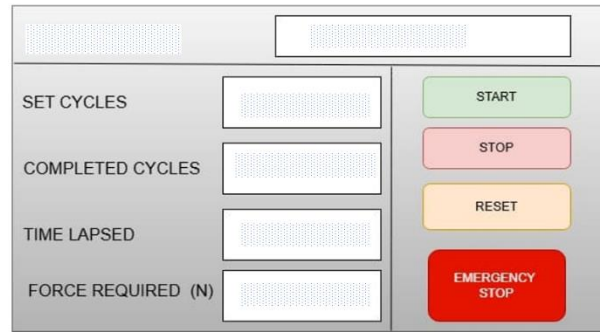 SET CYCLES
START
COMPLETED CYCLES
STOP
TIME LAPSED
RESET
FORCE REQUIRED (N)
EMERGENCY
STOP